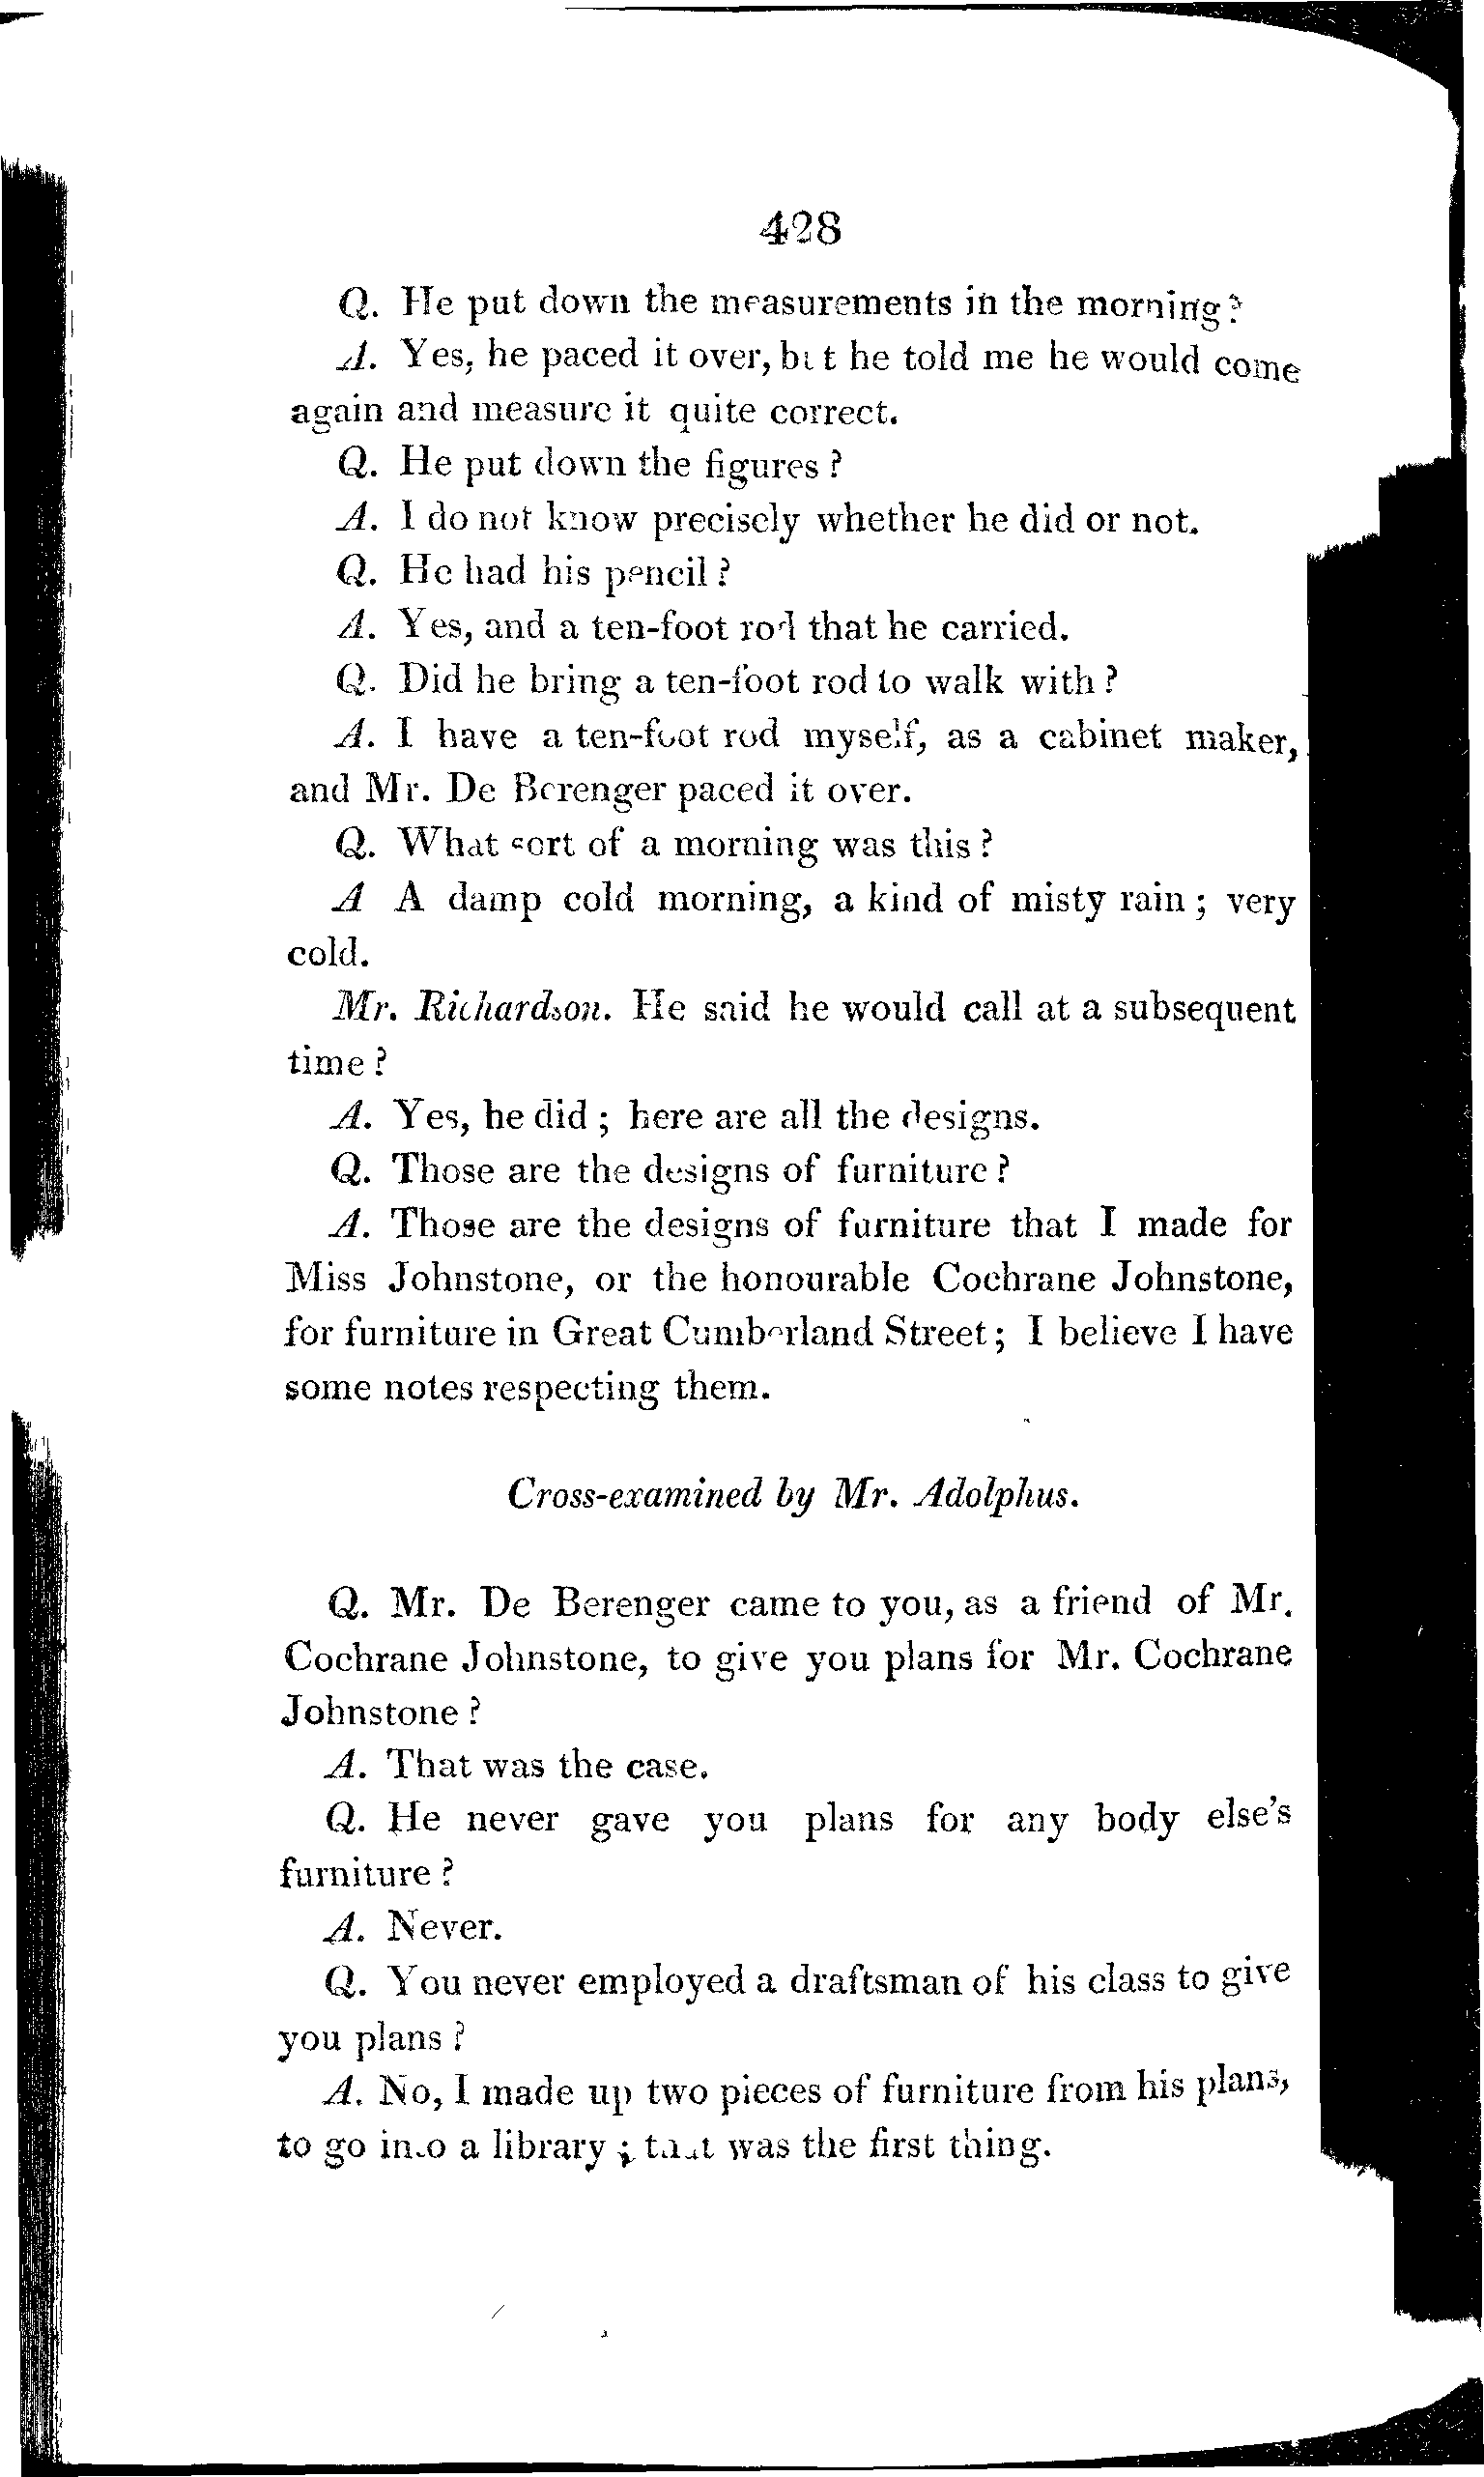 428
Q. He put down the measurements in the morning?
A. Yes, he paced it over, but he told me he would come
again and measure it quite correct.
Q. He put down the figures?
A. I do not know precisely whether he did or not.
Q. He had his pencil?
A. Yes, and a ten-foot rod that he carried.
Q. Did he bring a ten-foot rod to walk with?
A. I have a ten-foot rod myself, as a cabinet maker,
and Mr. De Berenger paced it over.
Q. What sort of a morning was this?
A A damp cold morning, a kind of misty rain; very
cold.
Mr. Richardson. He said he would call at a subsequent
time?
A. Yes, he did; here are all the designs.
Q. Those are the designs of furniture?
A. Those are the designs of furniture that I made for
Miss Johnstone, or the honourable Cochrane Johnstone,
for furniture in Great Cumberland Street; I believe I have
some notes respecting them.
Cross-examined by Mr. Adolphus.
Q. Mr. De Berenger came to you, as a friend of Mr.
Cochrane Johnstone, to give you plans for Mr. Cochrane
Johnstone?
A. That was the case.
Q. He never gave you plans for any body else's
furniture?
A. Never.
Q. You never employed a draftsman of his class to give
you plans?
A. No, I made up two pieces of furniture from his plans,
to go into a library; that was the first thing.